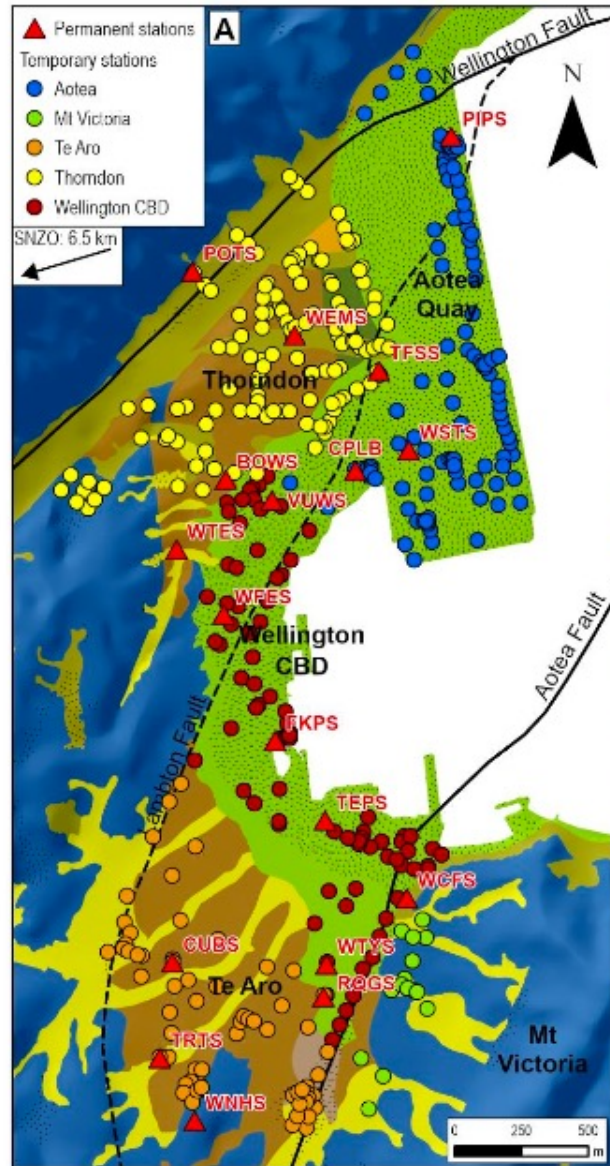 Permanent stations
Temporary stations
Aotea
Mt Victoria
Te Aro
Thorndon
Wellington CBD
SNZO: 6.5 km
A
Wellington Fault
N
PIPS
POTS
Aotea
Quay
WEMS
TFSS
Thorndon
WSTS
CPLB
BOWS
VUWS
WTES
WFES
Wellington
CBD
Aotea Fault
FKPS
ambton Fault
TEPS
WCFS
CUBS
WTYS
Te Aro
RQGS
Mt
Victoria
TRTS
WNHS
0 250 500
m